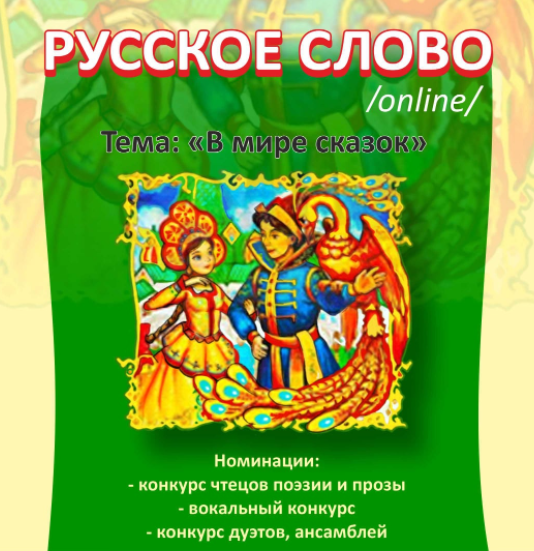 РУССКОЕ СЛОВО
/online/
Тема: «В мире сказок»
Номинации:
- конкурс чтецов поэзии и прозы
- вокальный конкурс
- конкурс дуэтов, ансамблей